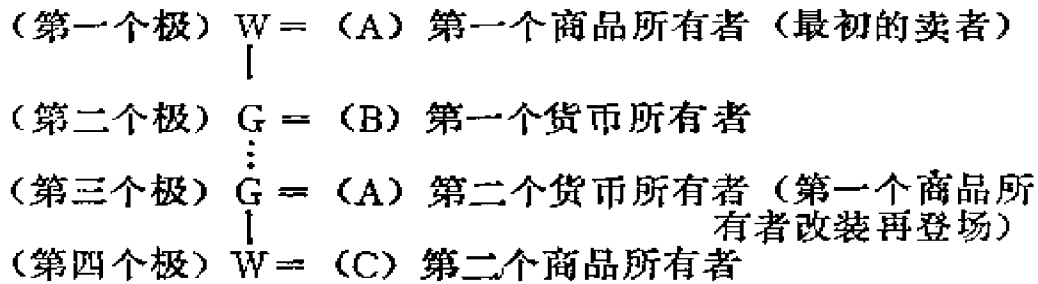 （第一个极）W＝（A）第一个商品所有者（最初的卖者）
（第二个极）G＝（B）第一个货币所有者
（第三个极）G＝（A）第二个货币所有者（第一个商品所
有者改装再登场）
（第四个极）W＝（C）第二个商品所有者